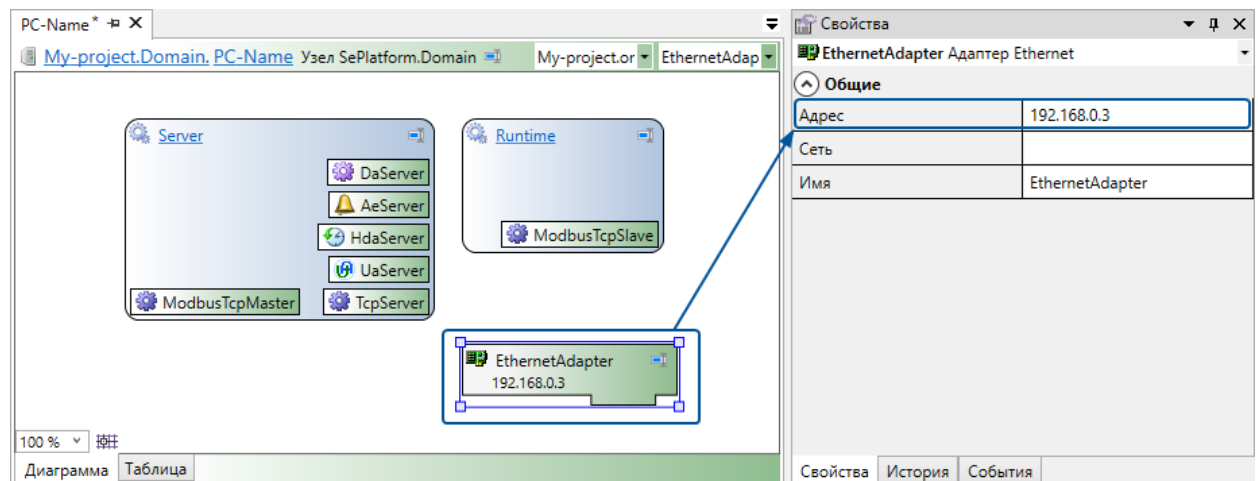 PC-Name*
My-project.Domain. PC-Name Узел SePlatform.Domain My-project.or EthernetAdap
Server
DaServer
AeServer
HdaServer
UaServer
ModbusTcpMaster TcpServer
Runtime
ModbusTcpSlave
EthernetAdapter
192.168.0.3
100 %
Диаграмма Таблица
Свойства
EthernetAdapter Адаптер Ethernet
Общие
Адрес 192.168.0.3
Сеть
Имя EthernetAdapter
Свойства История События